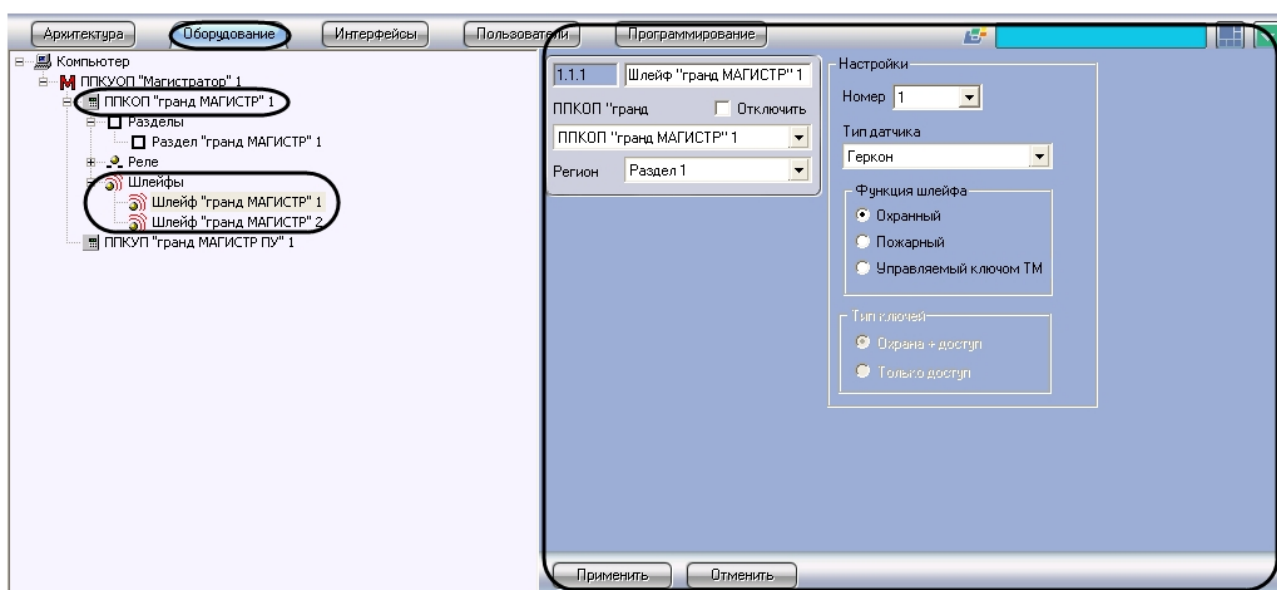 Архитектура Оборудование Интерфейсы Пользователи Программирование
Компьютер
ППКУОП "Магистратор" 1
ППКОП "гранд МАГИСТР" 1
Разделы
Раздел "гранд МАГИСТР" 1
Реле
Шлейфы
Шлейф "гранд МАГИСТР" 1
Шлейф "гранд МАГИСТР" 2
ППКУП "гранд МАГИСТР ПУ" 1
1.1.1 Шлейф "гранд МАГИСТР" 1
ППКОП "гранд Отключить
ППКОП "гранд МАГИСТР" 1
Регион Раздел 1
Настройки
Номер 1
Тип датчика
Геркон
Функция шлейфа
Охранный
Пожарный
Управляемый ключом ТМ
Тип ключей
Охрана + доступ
Только доступ
Применить Отменить